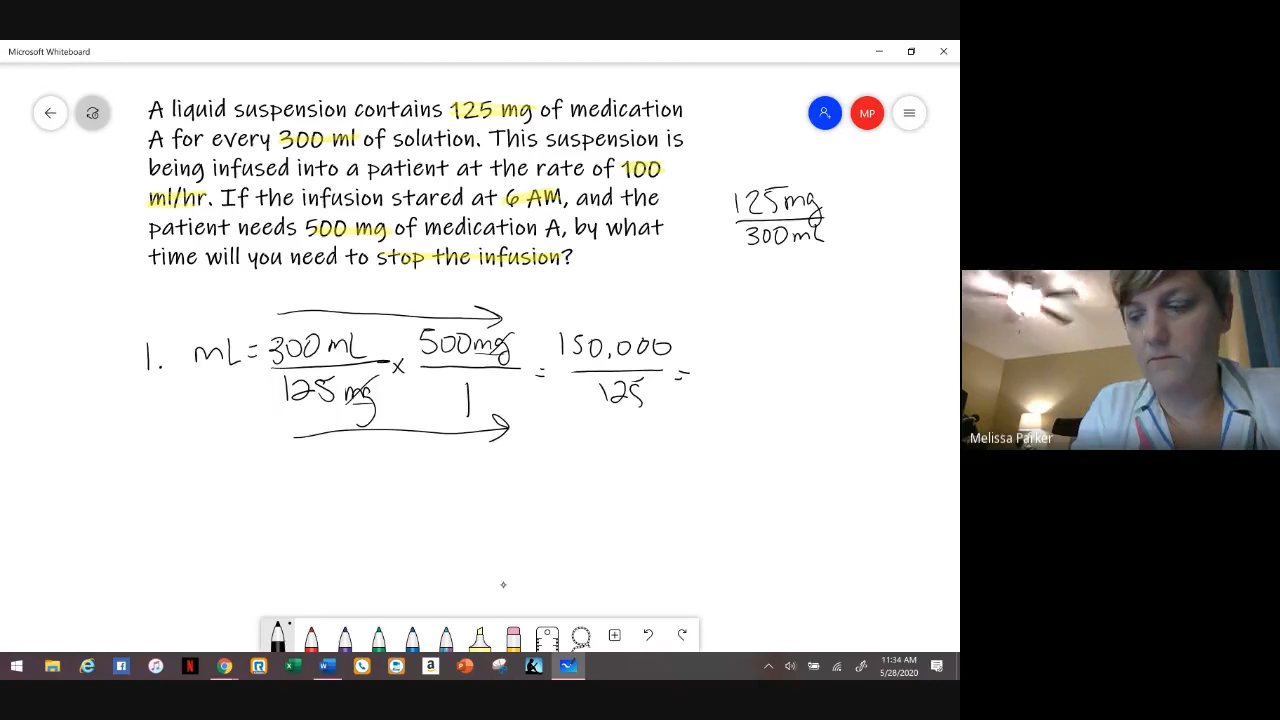 Microsoft Whiteboard
MP
A liquid suspension contains 125 mg of medication
A for every 300 ml of solution. This suspension is
being infused into a patient at the rate of 100
ml/hr. If the infusion stared at 6 AM, and the
patient needs 500 mg of medication A, by what
time will you need to stop the infusion?
125mg
300mL
1. mL = 300 mL / 125 mg x 500mg / 1 = 150,000 / 125 =
Melissa Parker
11:34 AM
5/28/2020